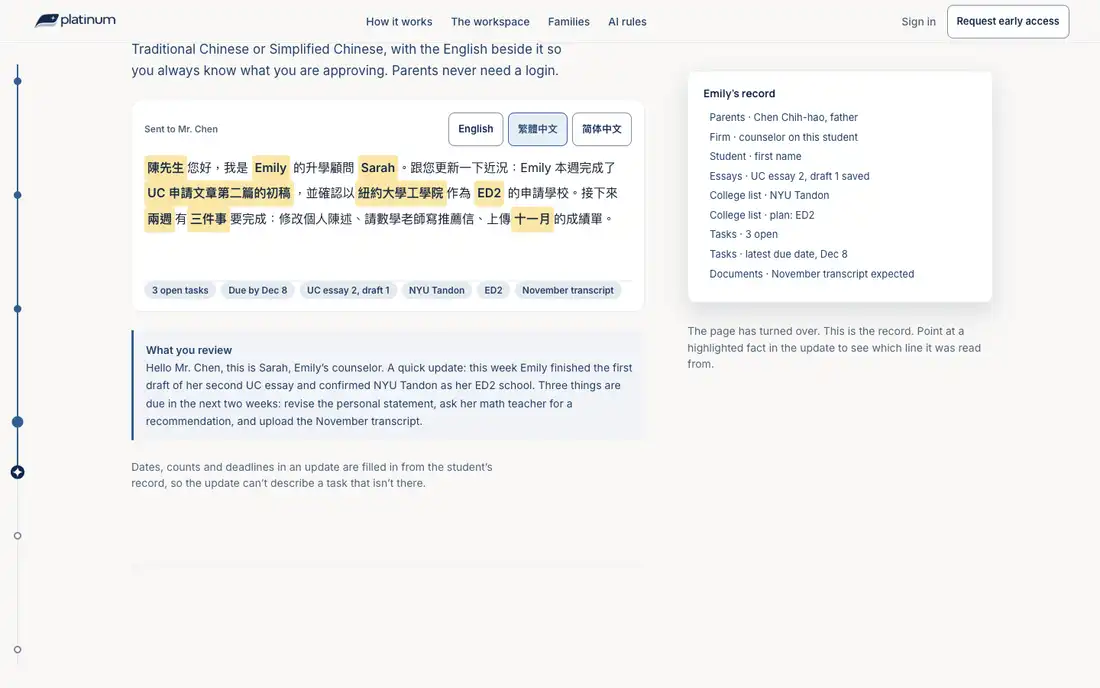 platinum
How it works
The workspace
Families
AI rules
Sign in
Request early access
Traditional Chinese or Simplified Chinese, with the English beside it so
you always know what you are approving. Parents never need a login.
Sent to Mr. Chen
English
繁體中文
简体中文
陳先生您好，我是 Emily 的升學顧問 Sarah。跟您更新一下近況：Emily 本週完成了
UC 申請文章第二篇的初稿，並確認以紐約大學工學院作為 ED2 的申請學校。接下來
兩週有三件事要完成：修改個人陳述、請數學老師寫推薦信、上傳十一月的成績單。
3 open tasks
Due by Dec 8
UC essay 2, draft 1
NYU Tandon
ED2
November transcript
What you review
Hello Mr. Chen, this is Sarah, Emily's counselor. A quick update: this week Emily finished the first
draft of her second UC essay and confirmed NYU Tandon as her ED2 school. Three things are
due in the next two weeks: revise the personal statement, ask her math teacher for a
recommendation, and upload the November transcript.
Dates, counts and deadlines in an update are filled in from the student's
record, so the update can't describe a task that isn't there.
Emily's record
Parents · Chen Chih-hao, father
Firm · counselor on this student
Student · first name
Essays · UC essay 2, draft 1 saved
College list · NYU Tandon
College list · plan: ED2
Tasks · 3 open
Tasks · latest due date, Dec 8
Documents · November transcript expected
The page has turned over. This is the record. Point at a
highlighted fact in the update to see which line it was read
from.